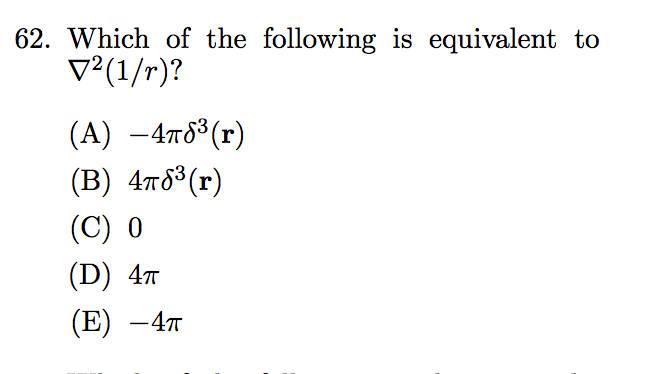 62. Which of the following is equivalent to
∇²(1/r)?
(A) −4πδ³(r)
(B) 4πδ³(r)
(C) 0
(D) 4π
(E) −4π